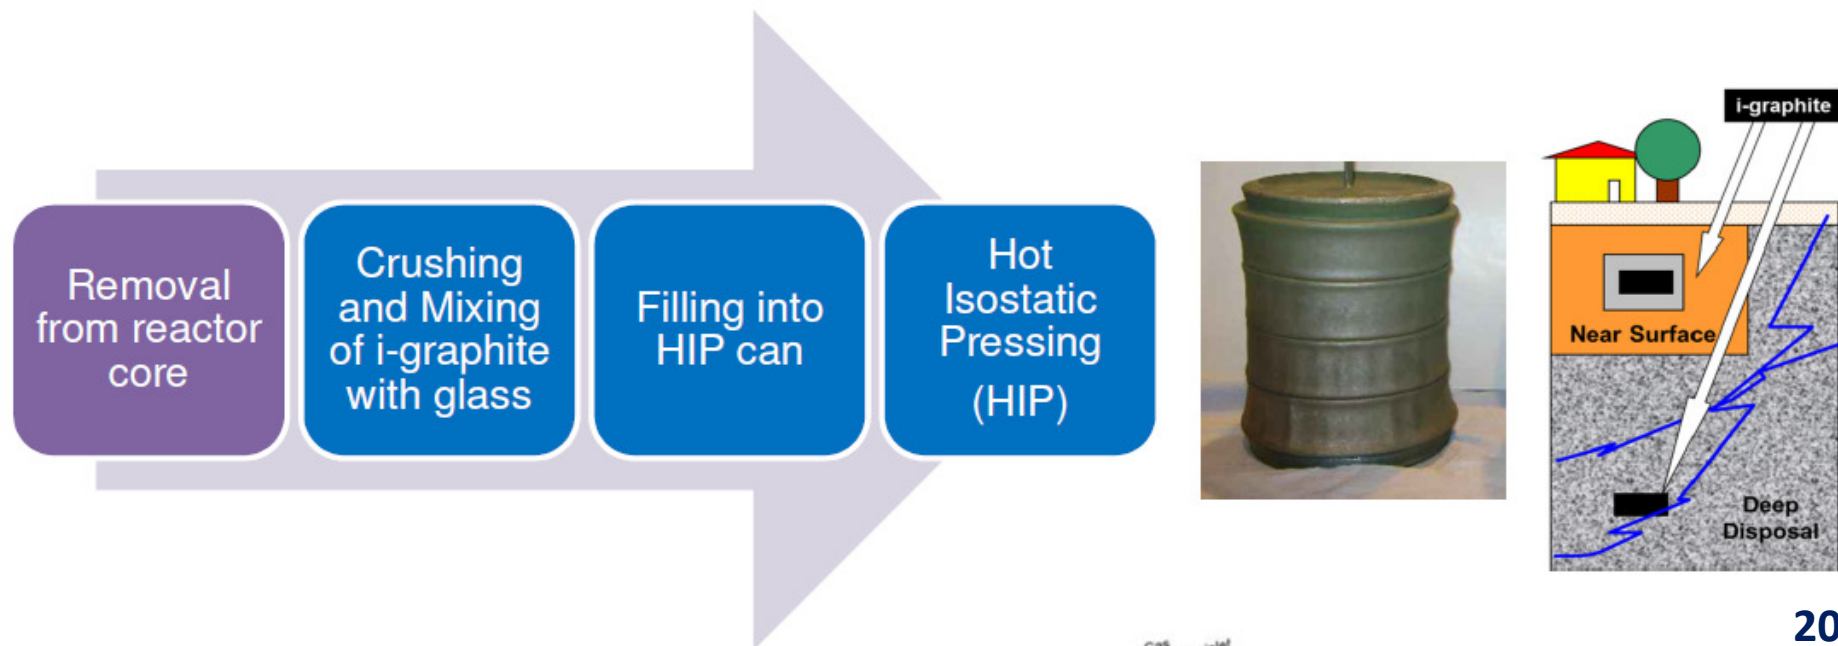 Removal
from reactor
core
Crushing
and Mixing
of i-graphite
with glass
Filling into
HIP can
Hot
Isostatic
Pressing
(HIP)
i-graphite
Near Surface
Deep
Disposal
20